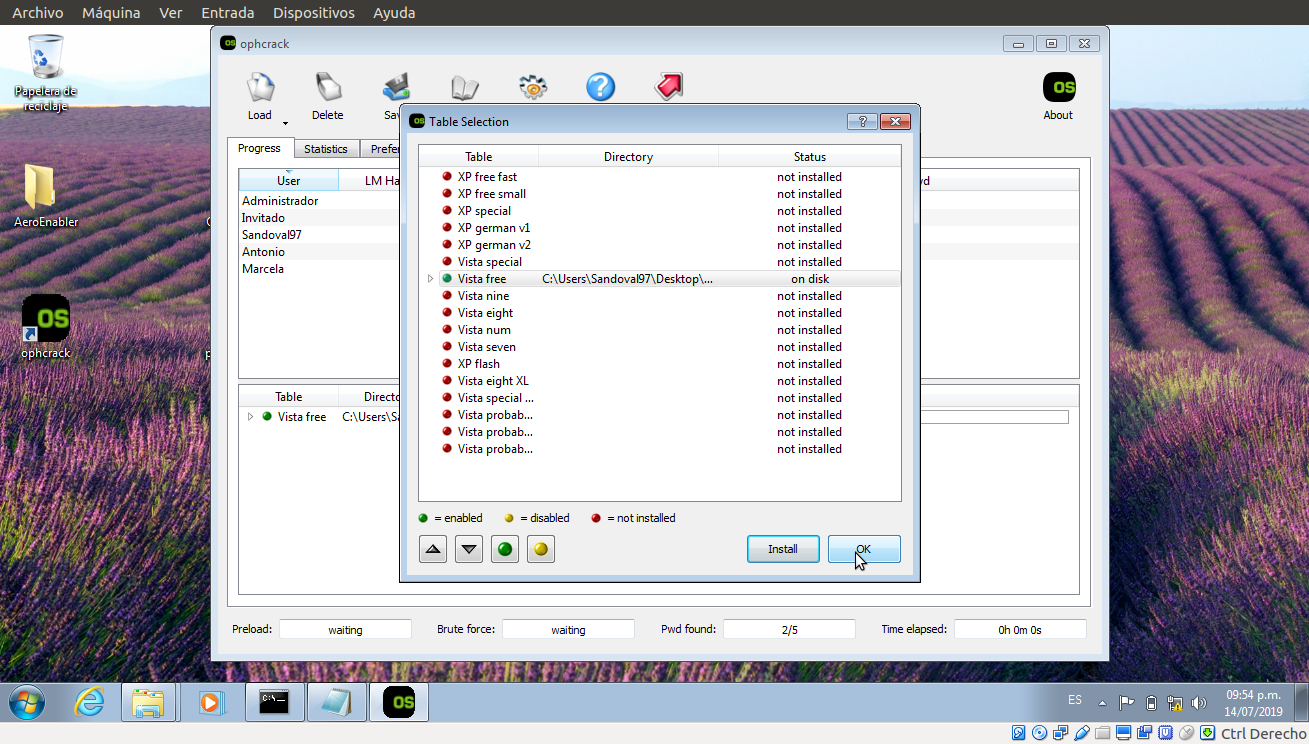 Archivo Máquina Ver Entrada Dispositivos Ayuda
Papelera de
reciclaje
AeroEnabler
OS
ophcrack
OS ophcrack
Load Delete Sav
OS
About
Progress Statistics Prefer
User LM Ha
Administrador
Invitado
Sandoval97
Antonio
Marcela
Table Directo
Vista free C:\Users\Sa
OS Table Selection
Table Directory Status
XP free fast not installed
XP free small not installed
XP special not installed
XP german v1 not installed
XP german v2 not installed
Vista special not installed
Vista free C:\Users\Sandoval97\Desktop\... on disk
Vista nine not installed
Vista eight not installed
Vista num not installed
Vista seven not installed
XP flash not installed
Vista eight XL not installed
Vista special ... not installed
Vista probab... not installed
Vista probab... not installed
Vista probab... not installed
= enabled = disabled = not installed
Install OK
Preload: waiting Brute force: waiting Pwd found: 2/5 Time elapsed: 0h 0m 0s
C:\ OS ES 09:54 p.m.
14/07/2019
Ctrl Derecho